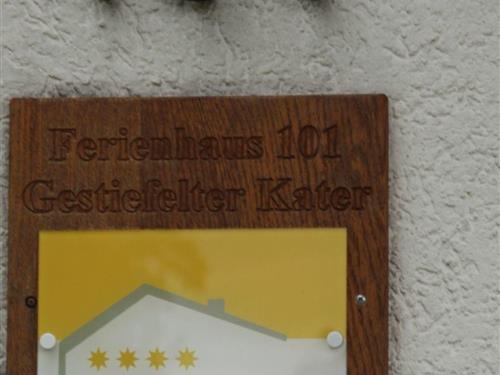 Ferienhaus 101
Gestiefelter Kater